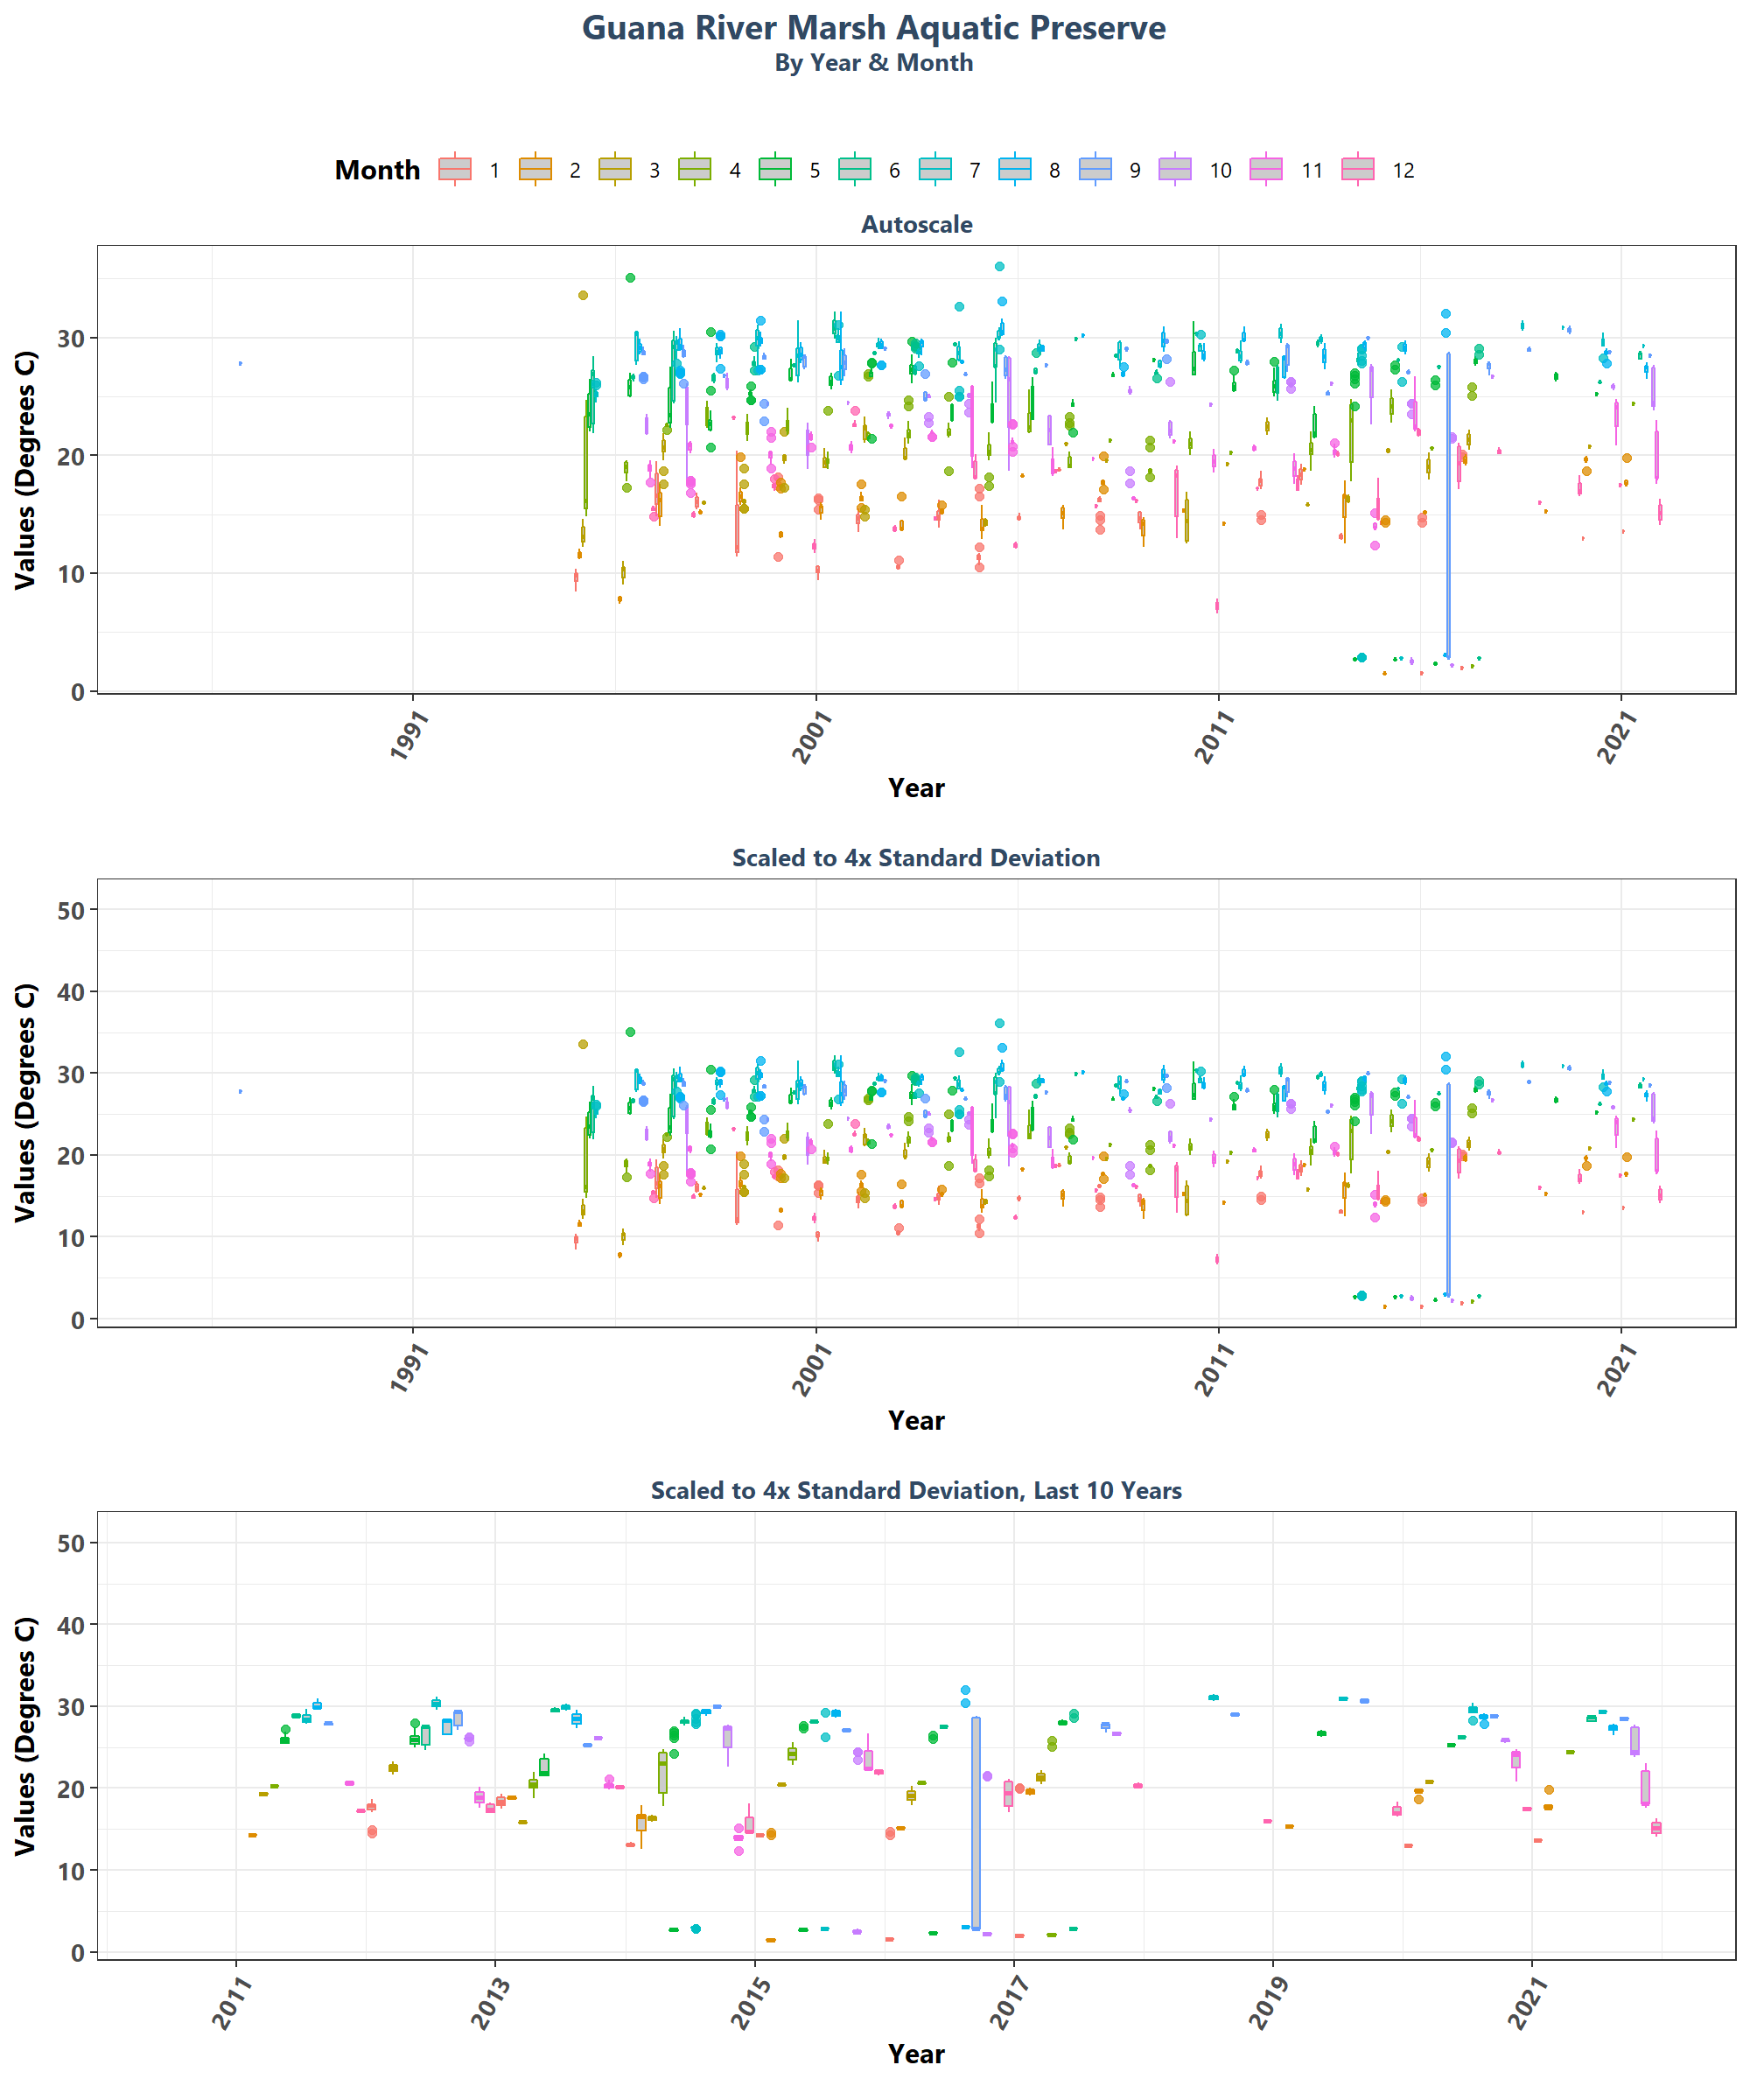 Guana River Marsh Aquatic Preserve
By Year & Month
Month 1 2 3 4 5 6 7 8 9 10 11 12
Autoscale
Values (Degrees C)
30
20
10
0
1991 2001 2011 2021
Year
Scaled to 4x Standard Deviation
Values (Degrees C)
50
40
30
20
10
0
1991 2001 2011 2021
Year
Scaled to 4x Standard Deviation, Last 10 Years
Values (Degrees C)
50
40
30
20
10
0
2011 2013 2015 2017 2019 2021
Year